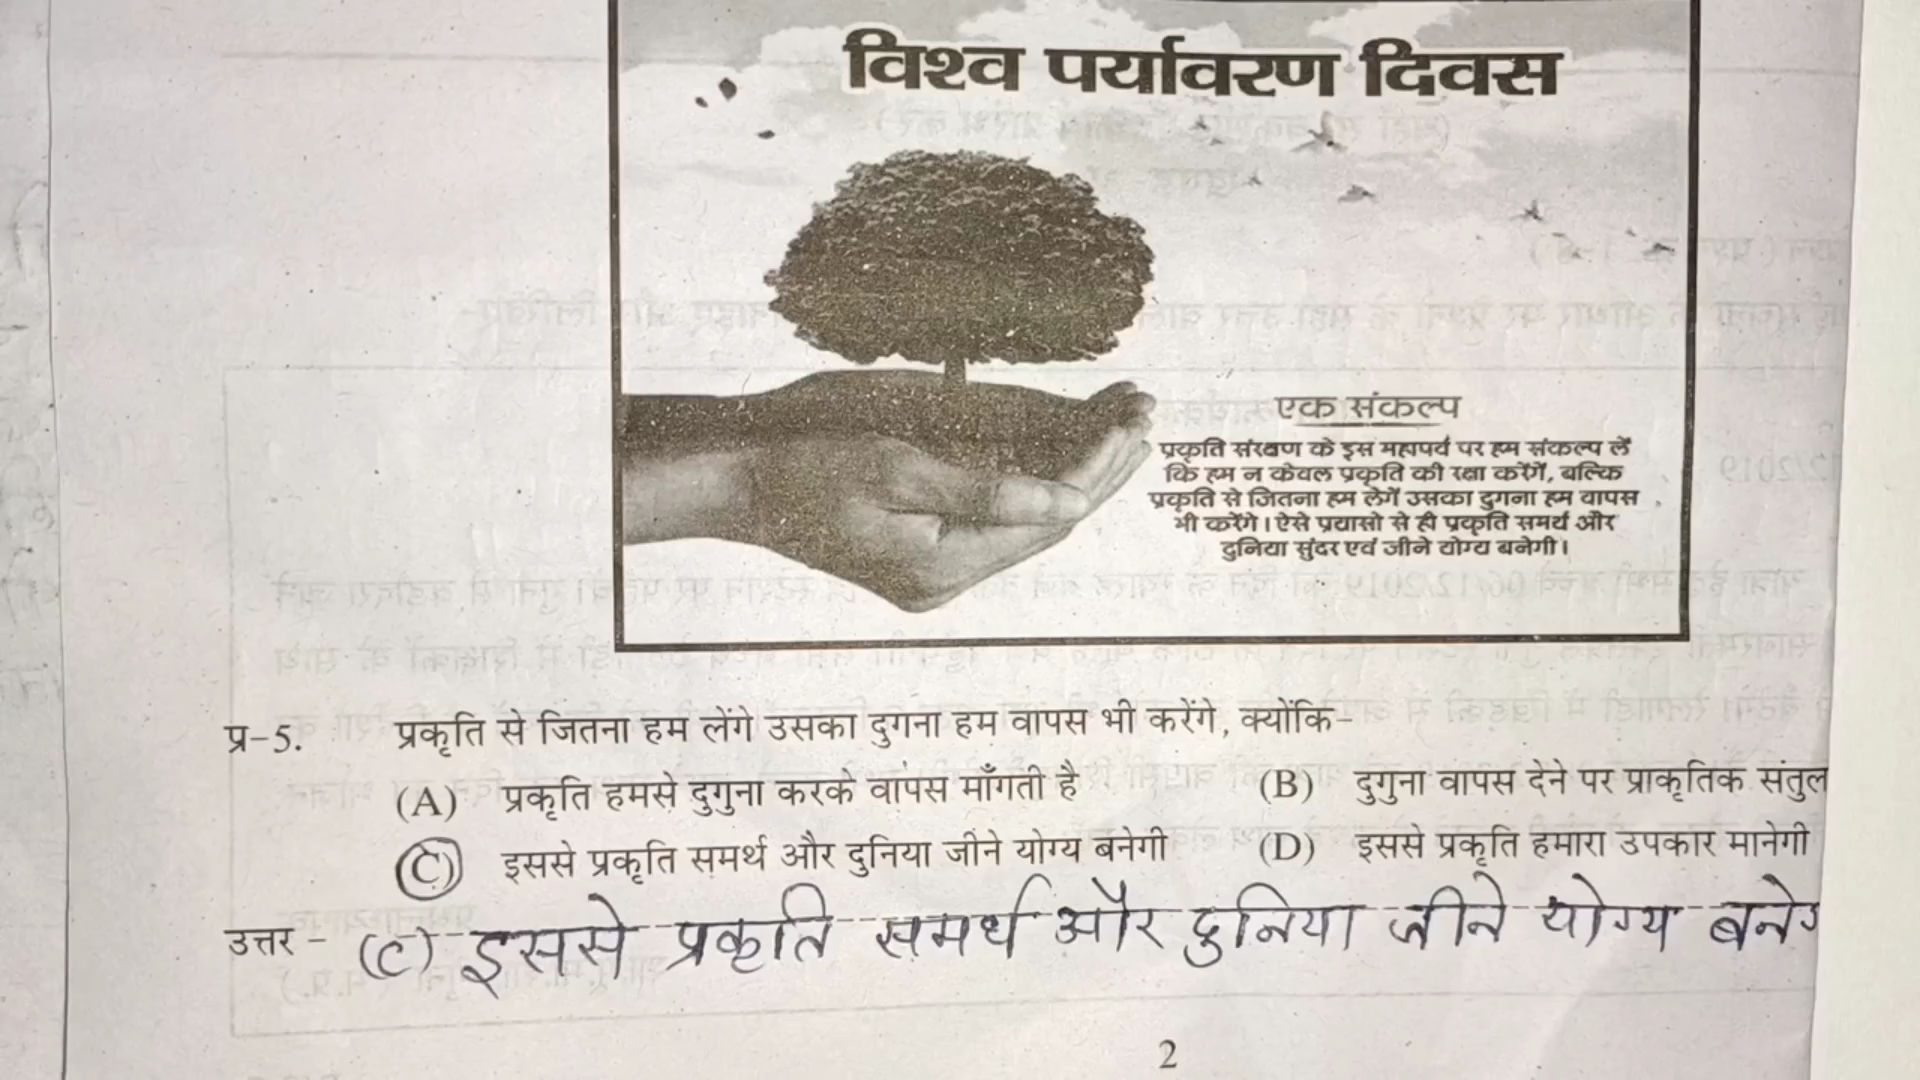 विश्व पर्यावरण दिवस
एक संकल्प
प्रकृति संरक्षण के इस महापर्व पर हम संकल्प लें
कि हम न केवल प्रकृति की रक्षा करेंगें, बल्कि
प्रकृति से जितना हम लेगें उसका दुगना हम वापस
भी करेंगे। ऐसे प्रयासो से ही प्रकृति समर्थ और
दुनिया सुंदर एवं जीने योग्य बनेगी।
प्र-5. प्रकृति से जितना हम लेंगे उसका दुगना हम वापस भी करेंगे, क्योंकि-
(A) प्रकृति हमसे दुगुना करके वापस माँगती है (B) दुगुना वापस देने पर प्राकृतिक संतुल
(C) इससे प्रकृति समर्थ और दुनिया जीने योग्य बनेगी (D) इससे प्रकृति हमारा उपकार मानेगी
उत्तर - (C) इससे प्रकृति समर्थ और दुनिया जीने योग्य बनेग
2